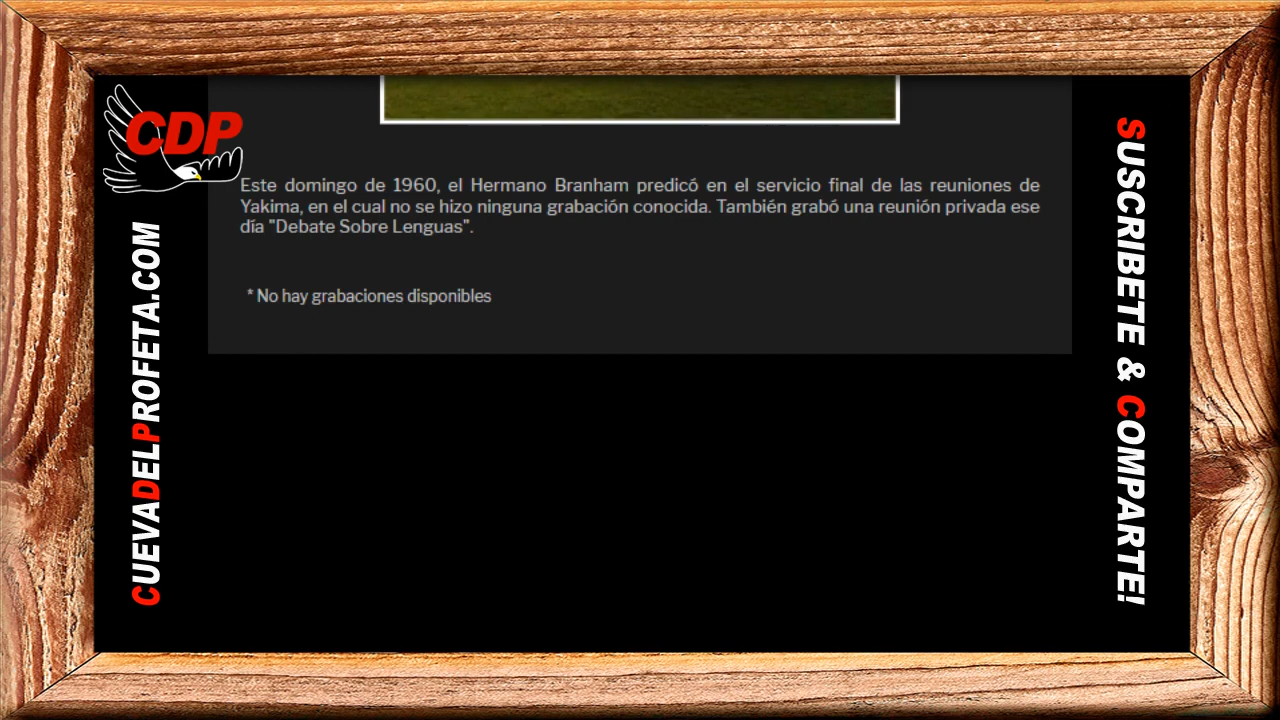 CDP
CUEVADELPROFETA.COM
Este domingo de 1960, el Hermano Branham predicó en el servicio final de las reuniones de
Yakima, en el cual no se hizo ninguna grabación conocida. También grabó una reunión privada ese
día "Debate Sobre Lenguas".
* No hay grabaciones disponibles
SUSCRIBETE & COMPARTE!